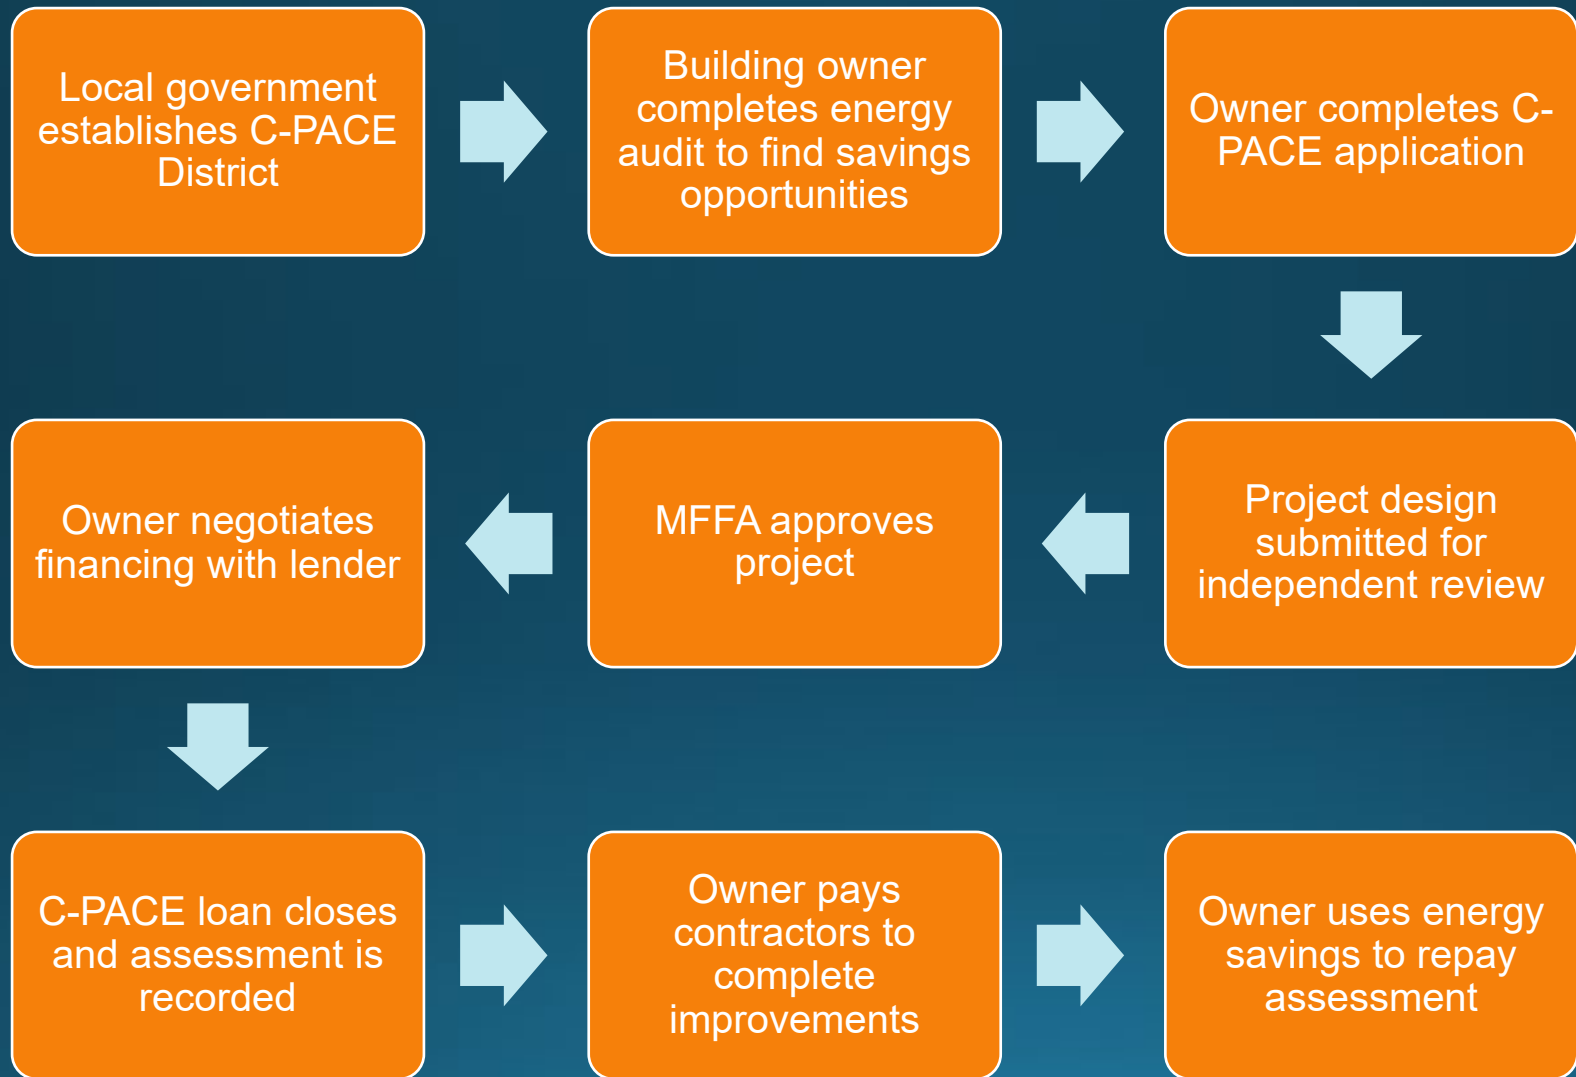 Local government
establishes C-PACE
District
Building owner
completes energy
audit to find savings
opportunities
Owner completes C-
PACE application
Project design
submitted for
independent review
MFFA approves
project
Owner negotiates
financing with lender
C-PACE loan closes
and assessment is
recorded
Owner pays
contractors to
complete
improvements
Owner uses energy
savings to repay
assessment